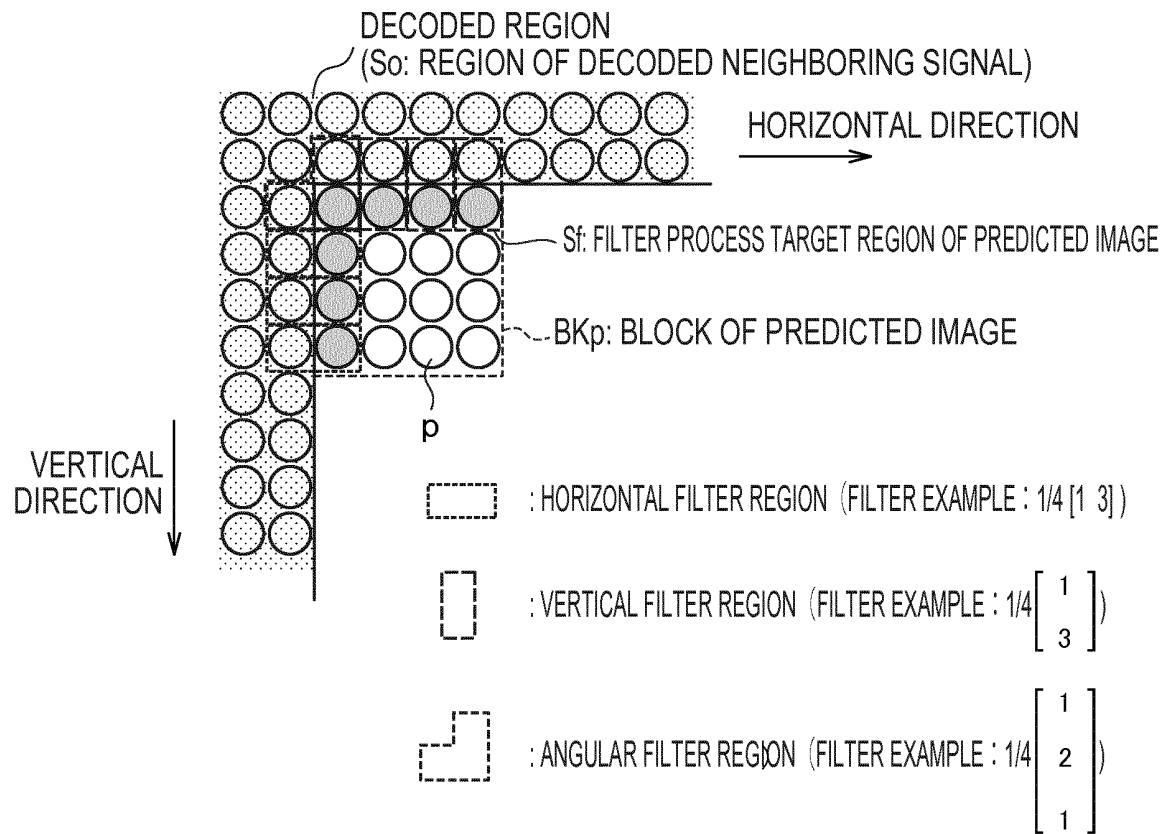 DECODED REGION
(So: REGION OF DECODED NEIGHBORING SIGNAL)
HORIZONTAL DIRECTION
Sf: FILTER PROCESS TARGET REGION OF PREDICTED IMAGE
BKp: BLOCK OF PREDICTED IMAGE
p
VERTICAL
DIRECTION
: HORIZONTAL FILTER REGION (FILTER EXAMPLE : 1/4 [1 3] )
: VERTICAL FILTER REGION (FILTER EXAMPLE : 1/4 [ 1
3 ] )
: ANGULAR FILTER REGION (FILTER EXAMPLE : 1/4 [ 1
2
1 ] )